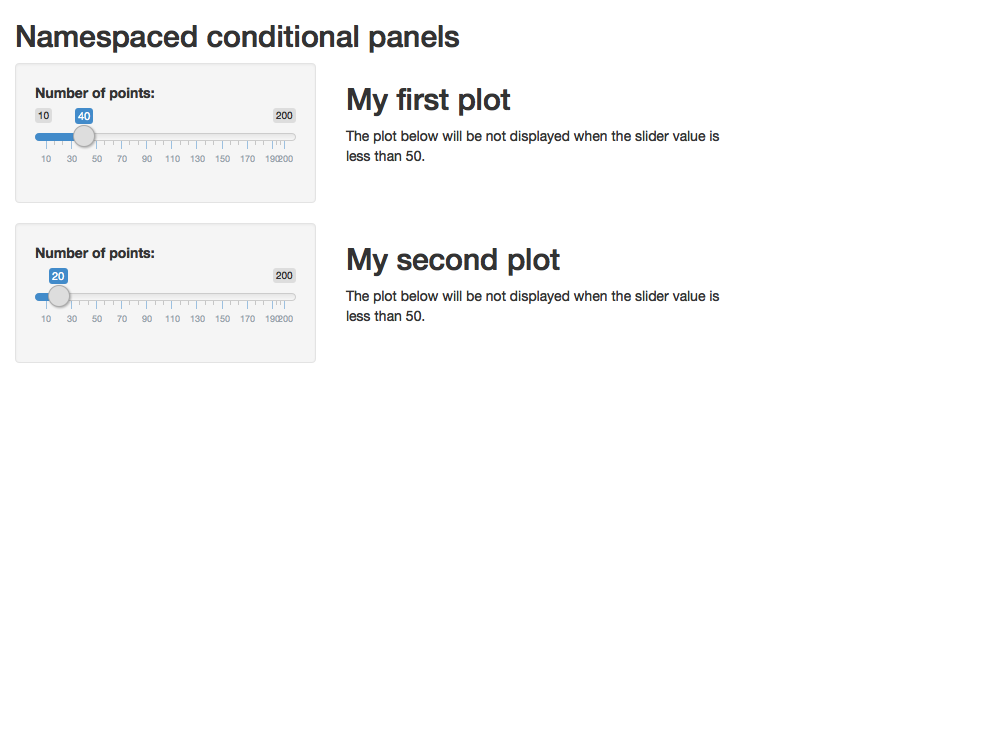 Namespaced conditional panels
Number of points:
10 40 200
10 30 50 70 90 110 130 150 170 190 200
My first plot
The plot below will be not displayed when the slider value is
less than 50.
Number of points:
20 200
10 30 50 70 90 110 130 150 170 190 200
My second plot
The plot below will be not displayed when the slider value is
less than 50.